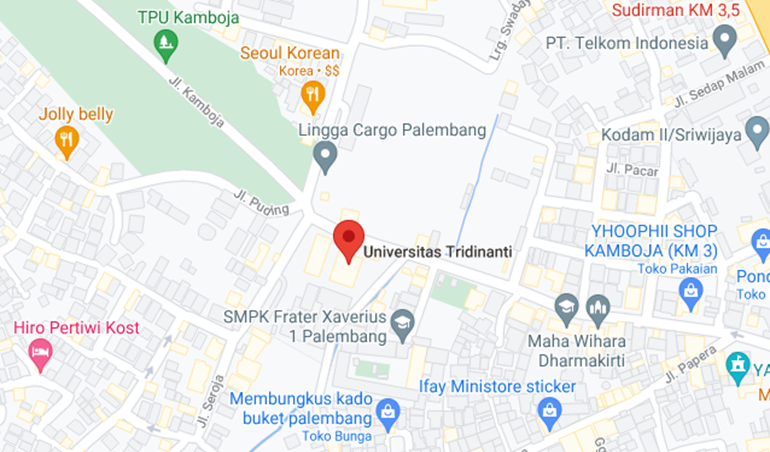 Sudirman KM 3,5
TPU Kamboja
Lrg. Sway
PT. Telkom Indonesia
Seoul Korean
Korea • $$
Jl. Sedap Malam
Jl. Kamboja
Jolly belly
Lingga Cargo Palembang
Kodam II/Sriwijaya
Jl. Pacar
Jl. Puding
YHOOPHII SHOP
KAMBOJA (KM 3)
Toko Pakaian
Universitas Tridinanti
Pond
Toko
SMPK Frater Xaverius
1 Palembang
Hiro Pertiwi Kost
Maha Wihara
Dharmakirti
Jl. Papera
YA
M
Jl. Seroja
Ifay Ministore sticker
Membungkus kado
buket palembang
Toko Bunga